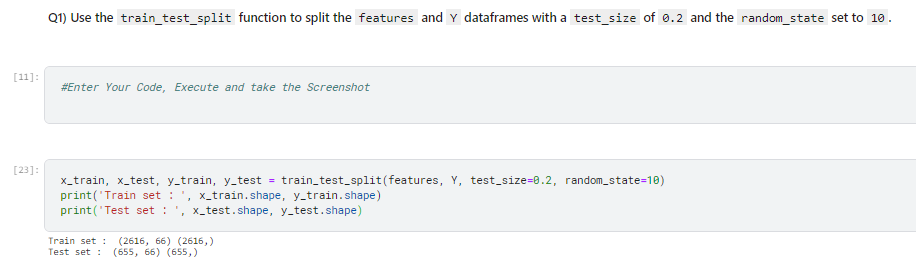 Q1) Use the train_test_split function to split the features and Y dataframes with a test_size of 0.2 and the random_state set to 10.
[11]:
#Enter Your Code, Execute and take the Screenshot
[23]:
x_train, x_test, y_train, y_test = train_test_split(features, Y, test_size=0.2, random_state=10)
print('Train set : ', x_train.shape, y_train.shape)
print('Test set : ', x_test.shape, y_test.shape)
Train set :  (2616, 66) (2616,)
Test set :  (655, 66) (655,)